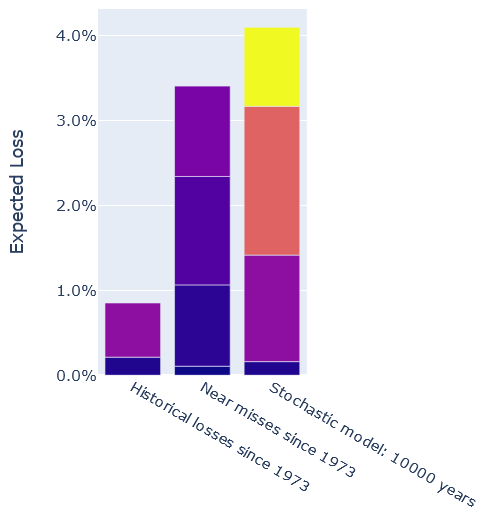 4.0%
3.0%
2.0%
1.0%
0.0%
Expected Loss
Historical losses since 1973
Near misses since 1973
Stochastic model: 10000 years